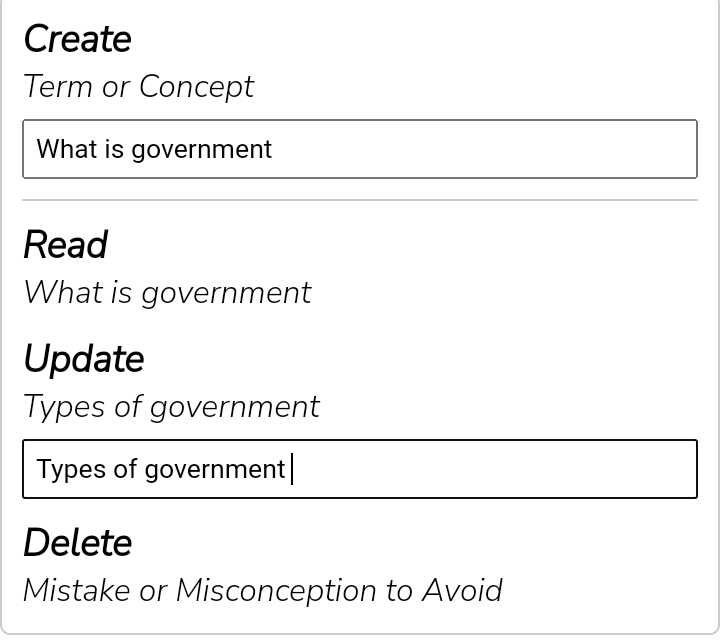 Create
Term or Concept
What is government
Read
What is government
Update
Types of government
Types of government
Delete
Mistake or Misconception to Avoid